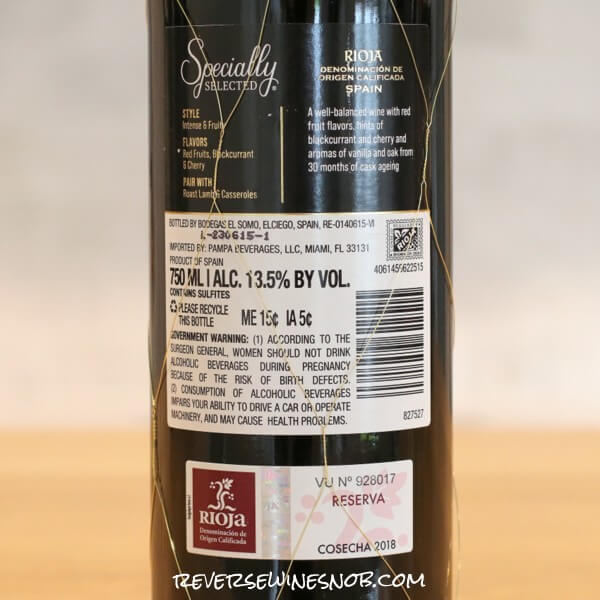 Specially
SELECTED
RIOJA
DENOMINACIÓN DE
ORIGEN CALIFICADA
SPAIN
STYLE
Intense & Fruity
FLAVORS
Red Fruits, Blackcurrant
& Cherry
PAIR WITH
Roast Lamb & Casseroles
A well-balanced wine with red
fruit flavors, hints of
blackcurrant and cherry and
aromas of vanilla and oak from
30 months of cask ageing
BOTTLED BY BODEGAS EL SOMO, ELCIEGO, SPAIN, RE-0140615-VI
L-230615-1
IMPORTED BY: PAMPA BEVERAGES, LLC, MIAMI, FL 33131
PRODUCT OF SPAIN
750 ML | ALC. 13.5% BY VOL.
CONTAINS SULFITES
PLEASE RECYCLE
THIS BOTTLE
ME 15¢ IA 5¢
GOVERNMENT WARNING: (1) ACCORDING TO THE
SURGEON GENERAL, WOMEN SHOULD NOT DRINK
ALCOHOLIC BEVERAGES DURING PREGNANCY
BECAUSE OF THE RISK OF BIRTH DEFECTS.
(2) CONSUMPTION OF ALCOHOLIC BEVERAGES
IMPAIRS YOUR ABILITY TO DRIVE A CAR OR OPERATE
MACHINERY, AND MAY CAUSE HEALTH PROBLEMS.
4061459622515
827527
RIOJa
Denominación de
Origen Calificada
VU Nº 928017
RESERVA
COSECHA 2018
REVERSEWINESNOB.COM